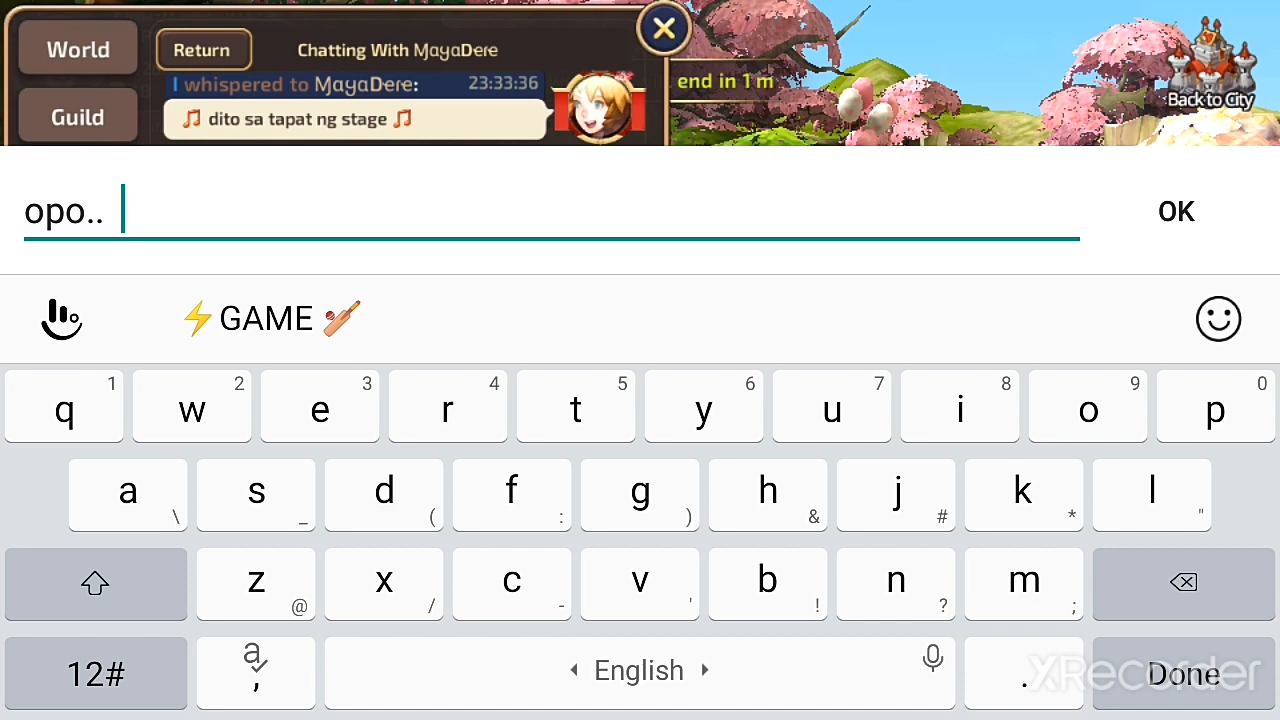 World
Return
Chatting With MayaDere
I whispered to MayaDere:
23:33:36
Guild
🎵 dito sa tapat ng stage 🎵
end in 1 m
Back to City
opo..
OK
⚡GAME 🏏
1 2 3 4 5 6 7 8 9 0
q w e r t y u i o p
a s d f g h j k l
\ _ ( : ) & # * "
z x c v b n m
@ / - ' ! ? ;
12# a , English . Done
XRecorder